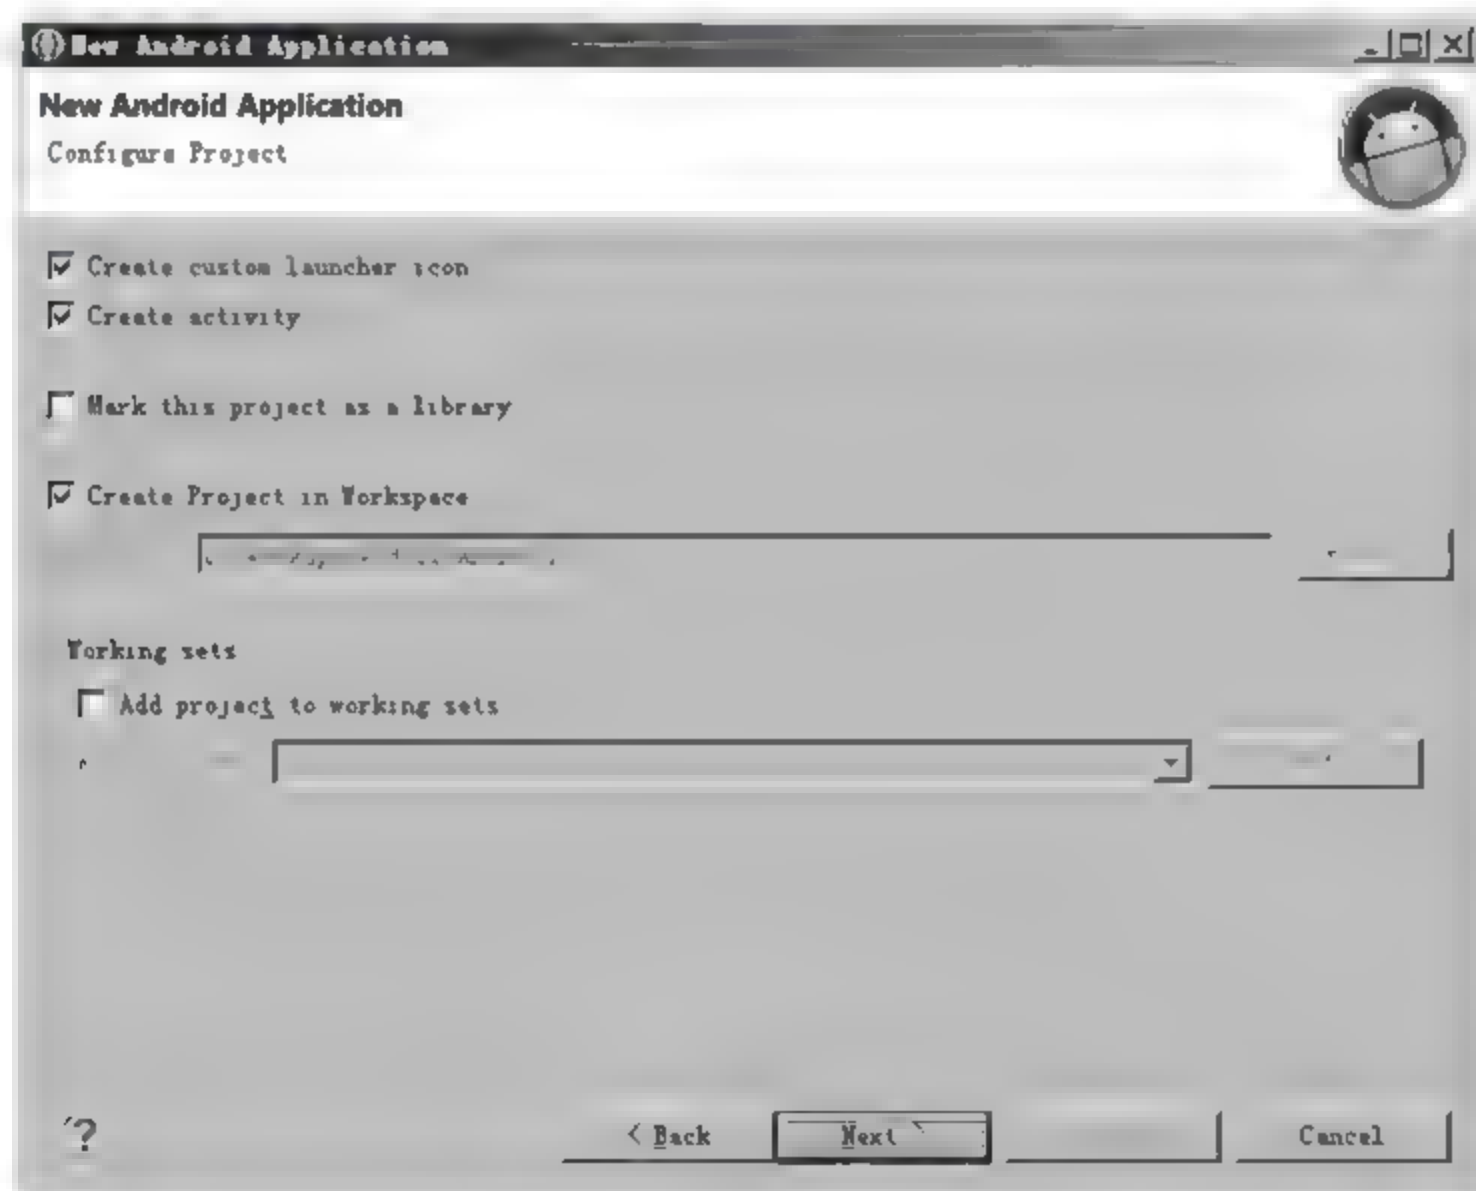 New Android Application
New Android Application
Configure Project
Create custom launcher icon
Create activity
Mark this project as a library
Create Project in Workspace
Working sets
Add project to working sets
?
< Back
Next
Cancel